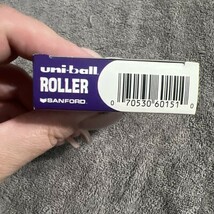 uni-ball
ROLLER
SANFORD
0 70530 60151 0